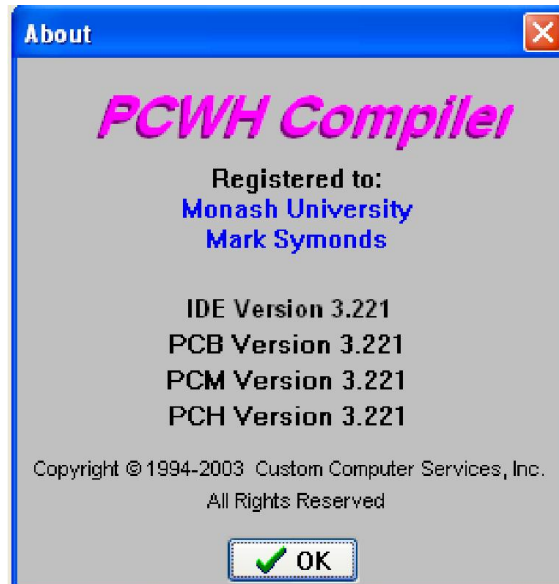 About
PCWH Compiler
Registered to:
Monash University
Mark Symonds
IDE Version 3.221
PCB Version 3.221
PCM Version 3.221
PCH Version 3.221
Copyright © 1994-2003 Custom Computer Services, Inc.
All Rights Reserved
OK